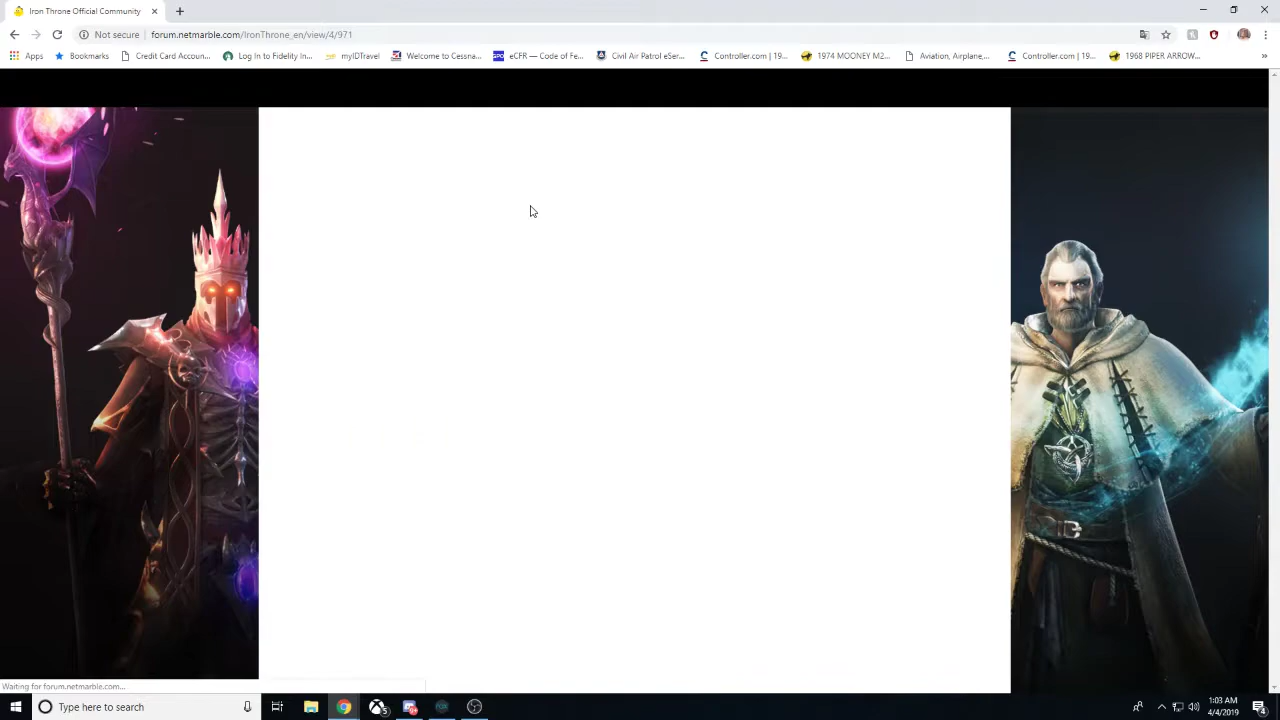 Iron Throne Official Community
Not secure | forum.netmarble.com/IronThrone_en/view/4/971
Apps Bookmarks Credit Card Accoun... Log In to Fidelity In... myIDTravel Welcome to Cessna... eCFR — Code of Fe... Civil Air Patrol eSer... Controller.com | 19... 1974 MOONEY M2... Aviation, Airplane,... Controller.com | 19... 1968 PIPER ARROW... »
Waiting for forum.netmarble.com...
Type here to search
1:03 AM
4/4/2019